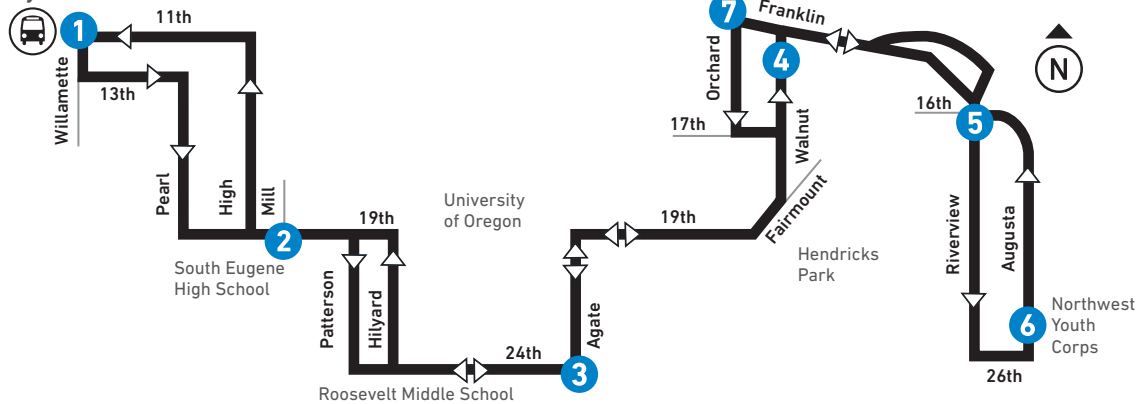 1
11th
13th
Willamette
Pearl
High
Mill
2
19th
South Eugene
High School
Patterson
Hilyard
24th
Roosevelt Middle School
3
Agate
University
of Oregon
19th
Fairmount
Hendricks
Park
7
Franklin
Orchard
4
17th
Walnut
16th
5
Riverview
Augusta
6
Northwest
Youth
Corps
26th
N